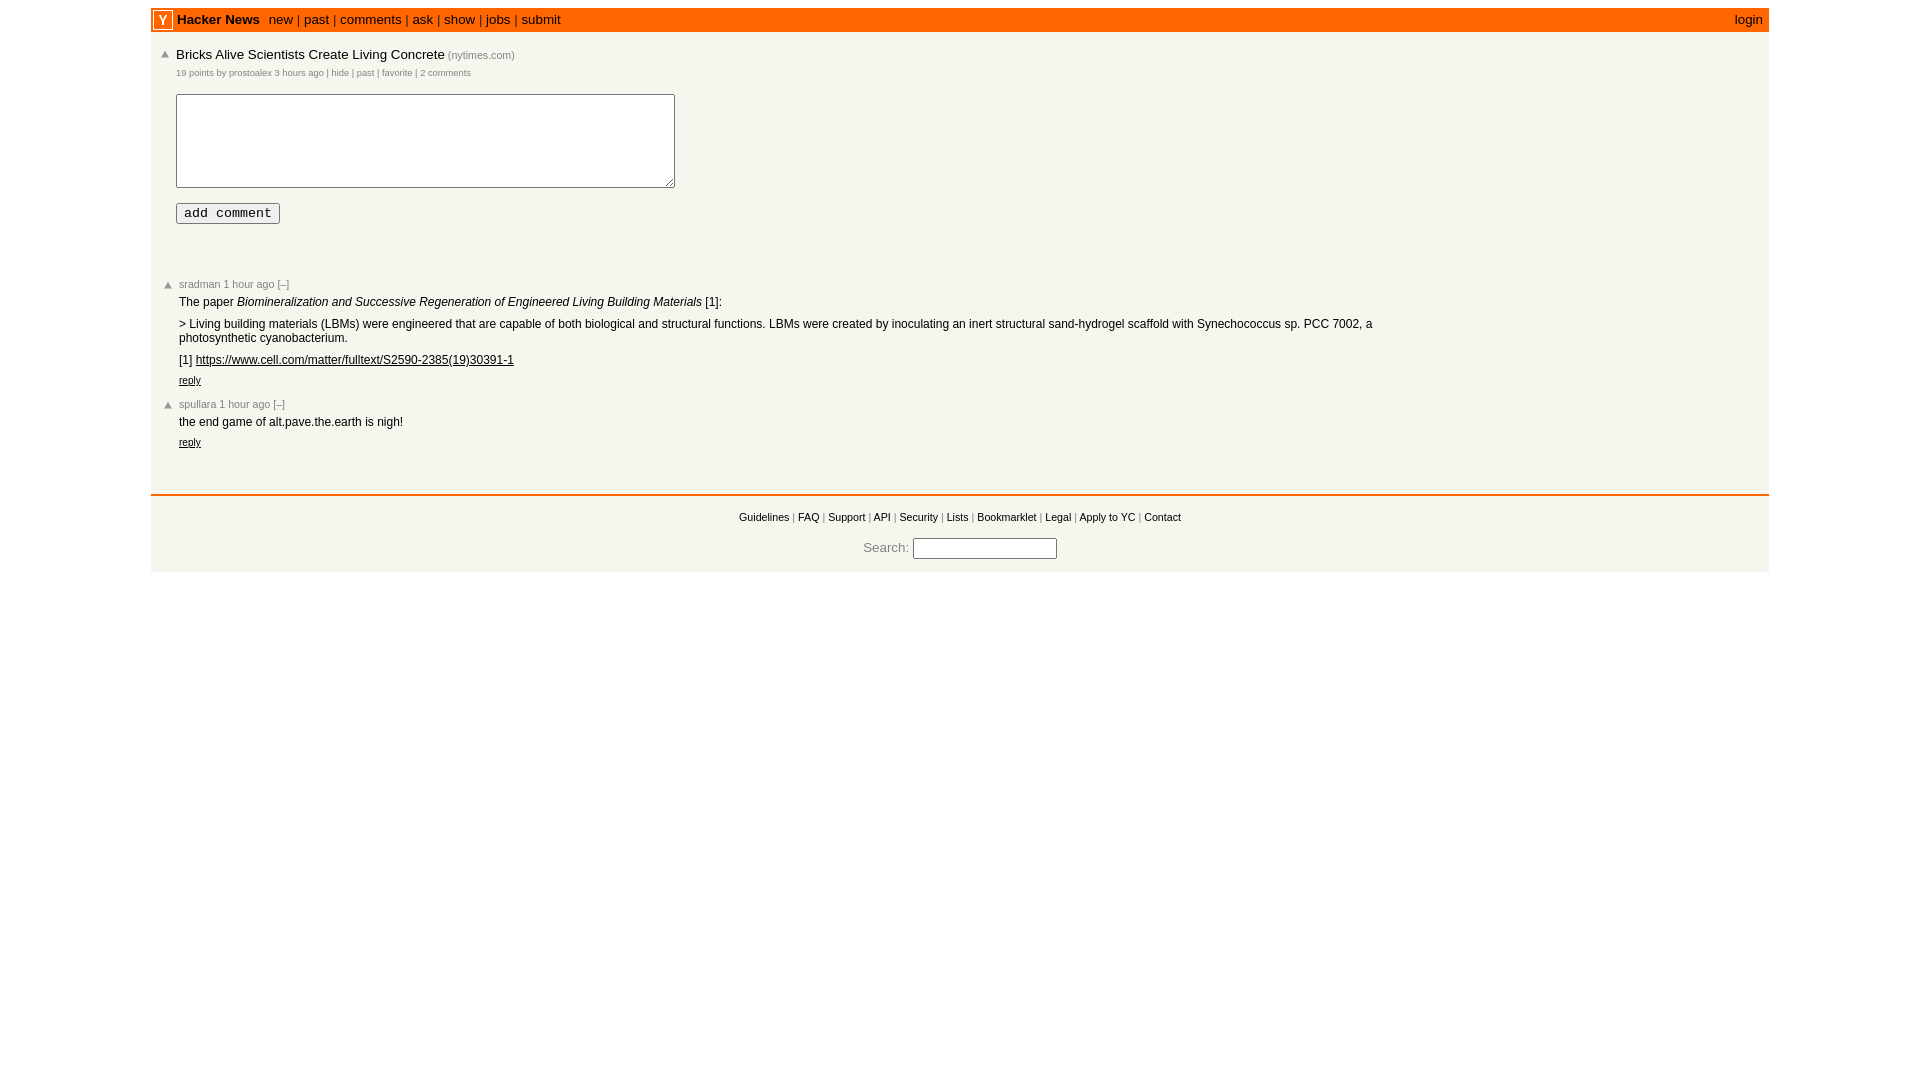 Y Hacker News new | past | comments | ask | show | jobs | submit login
Bricks Alive Scientists Create Living Concrete (nytimes.com)
19 points by prostoalex 3 hours ago | hide | past | favorite | 2 comments
add comment
sradman 1 hour ago [–]
The paper Biomineralization and Successive Regeneration of Engineered Living Building Materials [1]:
> Living building materials (LBMs) were engineered that are capable of both biological and structural functions. LBMs were created by inoculating an inert structural sand-hydrogel scaffold with Synechococcus sp. PCC 7002, a
photosynthetic cyanobacterium.
[1] https://www.cell.com/matter/fulltext/S2590-2385(19)30391-1
reply
spullara 1 hour ago [–]
the end game of alt.pave.the.earth is nigh!
reply
Guidelines | FAQ | Support | API | Security | Lists | Bookmarklet | Legal | Apply to YC | Contact
Search: